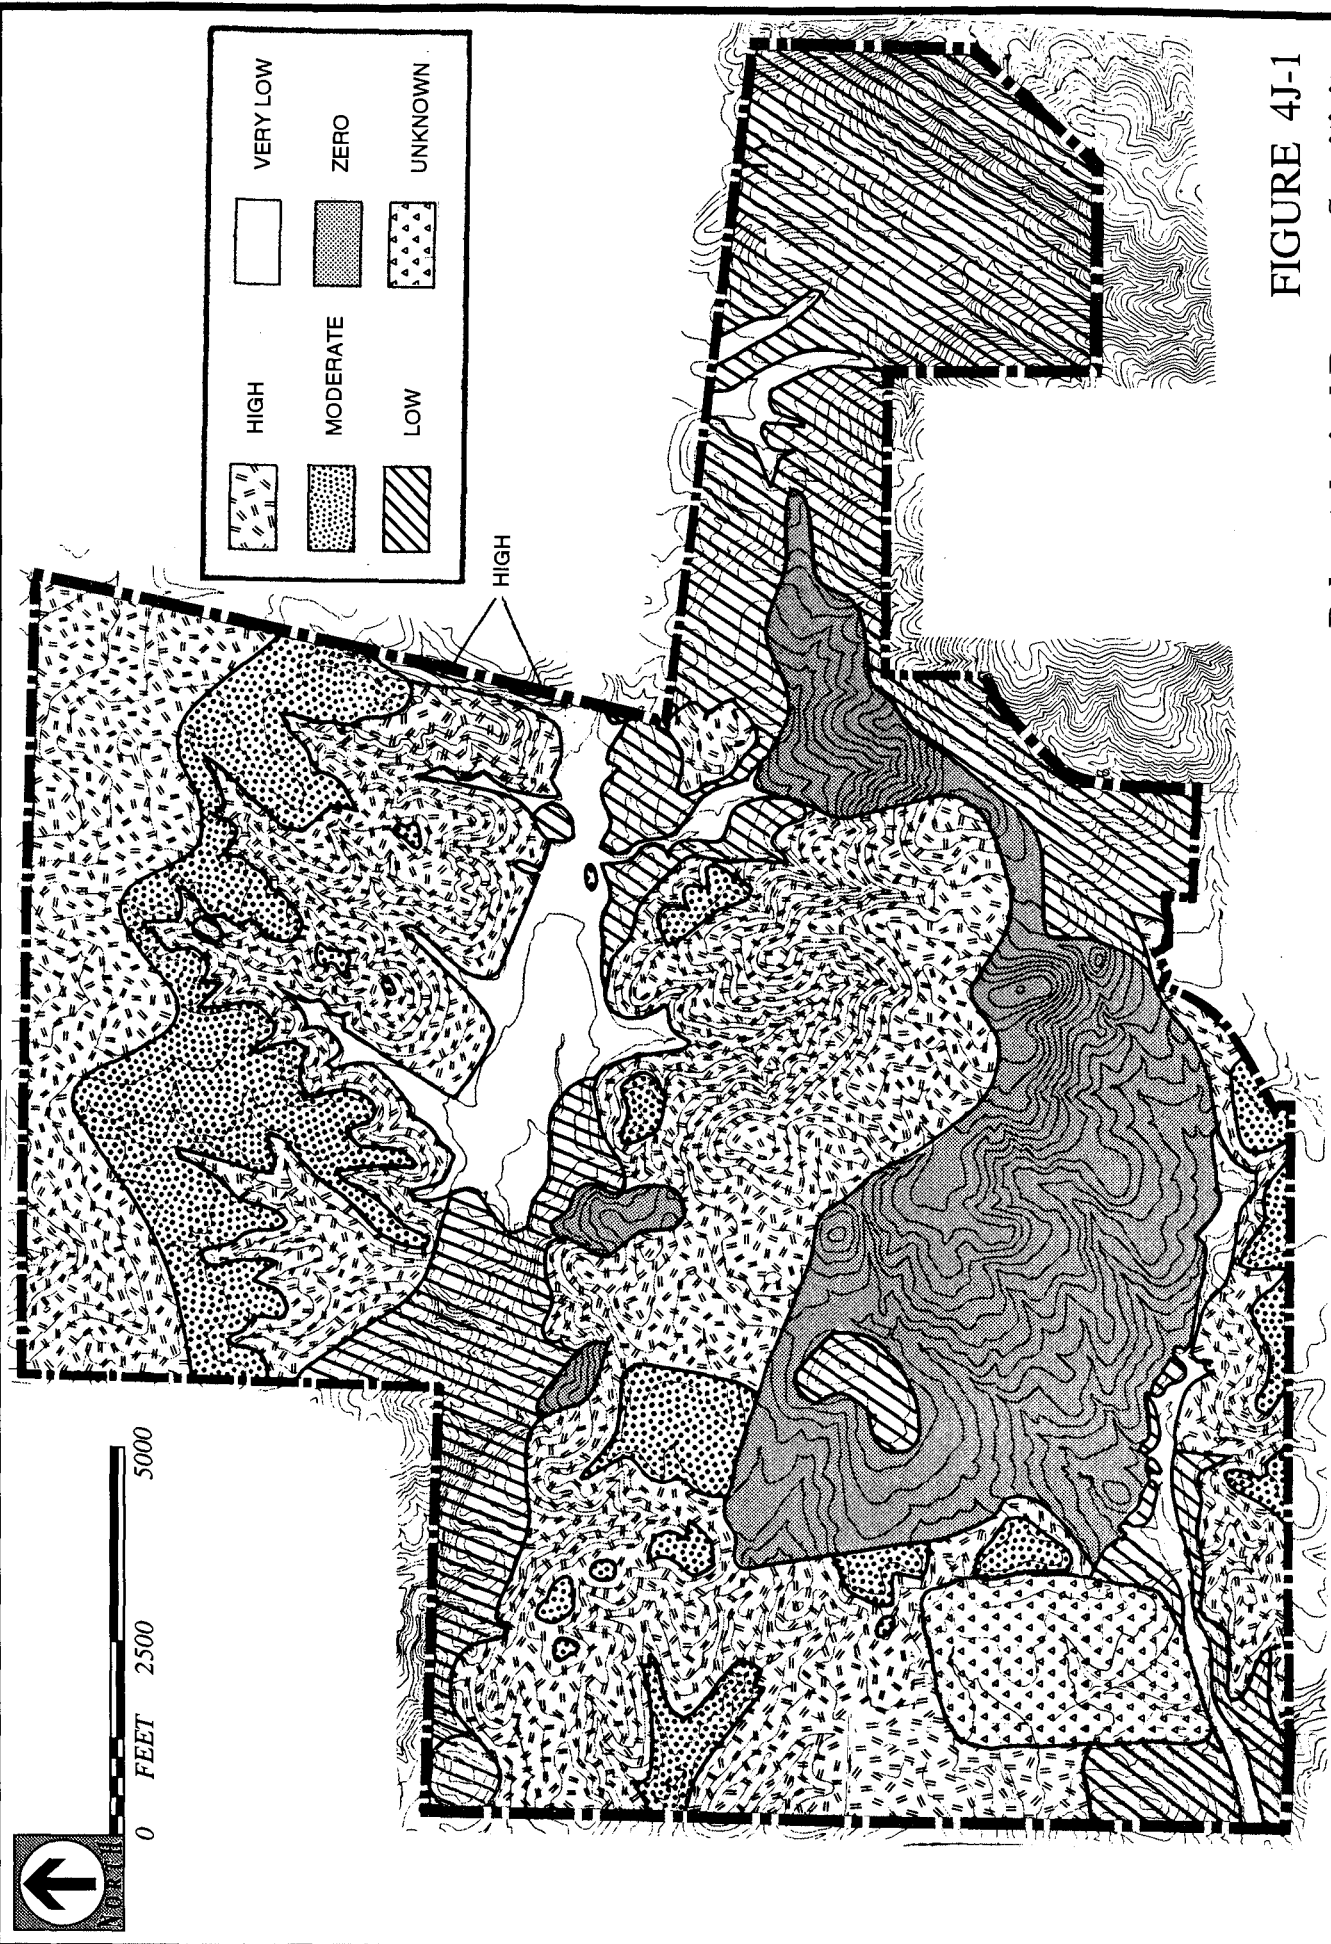 HIGH
MODERATE
LOW
VERY LOW
ZERO
UNKNOWN
HIGH
NORTH
0 FEET 2500 5000
FIGURE 4J-1